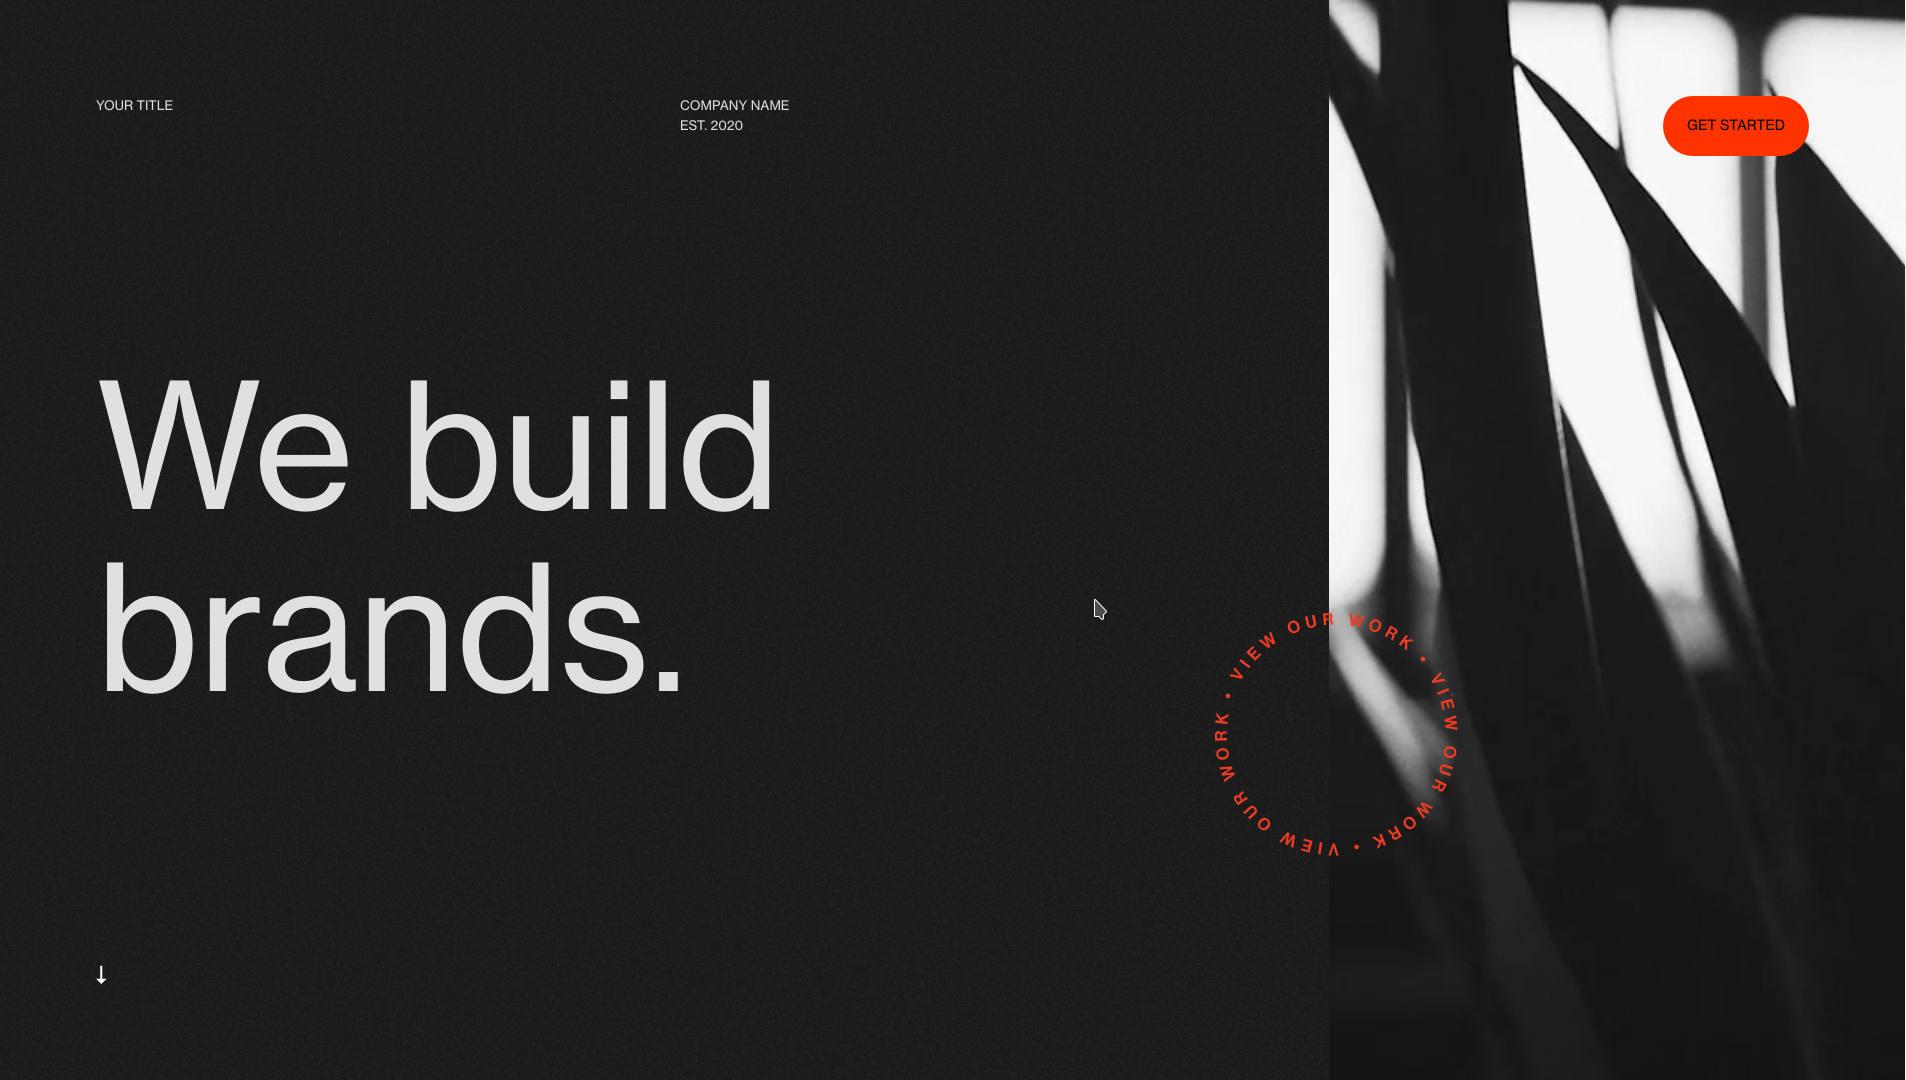 YOUR TITLE
COMPANY NAME
EST. 2020
GET STARTED
We build
brands.
VIEW OUR WORK • VIEW OUR WORK • VIEW OUR WORK •